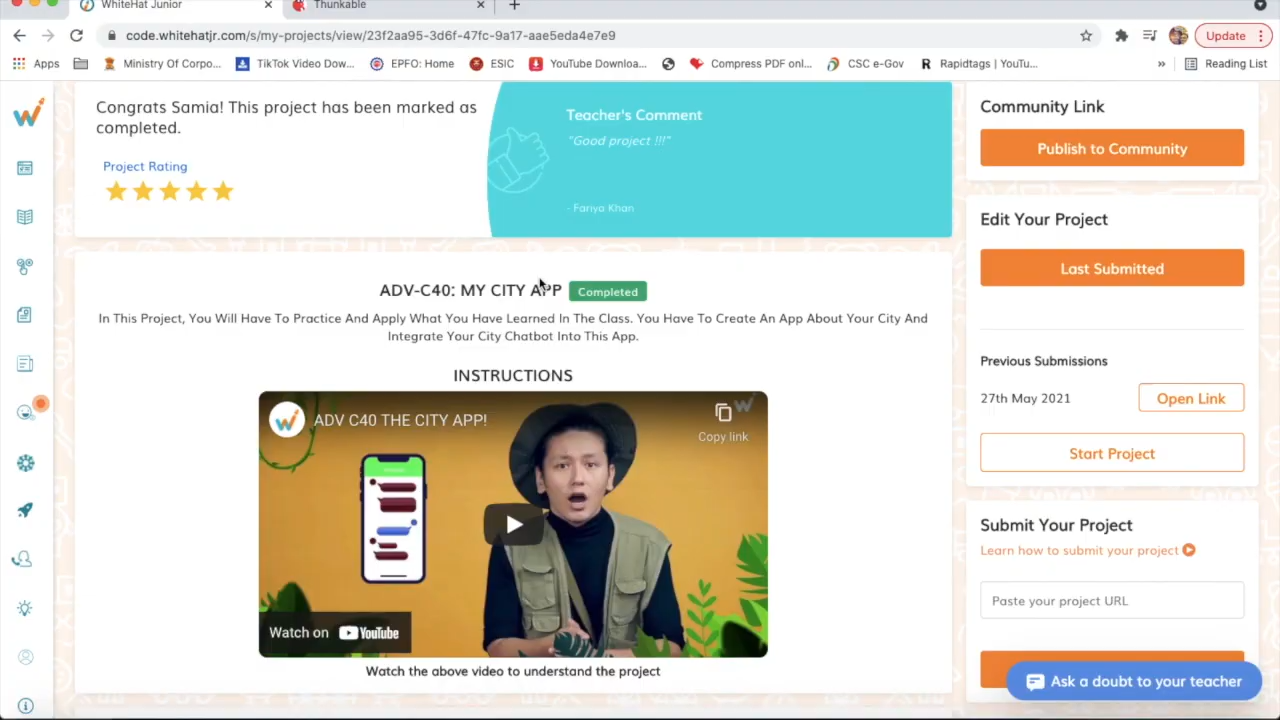 WhiteHat Junior
Thunkable
code.whitehatjr.com/s/my-projects/view/23f2aa95-3d6f-47fc-9a17-aae5eda4e7e9
Update
Apps
Ministry Of Corpo...
TikTok Video Dow...
EPFO: Home
ESIC
YouTube Downloa...
Compress PDF onl...
CSC e-Gov
Rapidtags | YouTu...
»
Reading List
Congrats Samia! This project has been marked as
completed.
Project Rating
Teacher's Comment
"Good project !!!"
- Fariya Khan
ADV-C40: MY CITY APP
Completed
In This Project, You Will Have To Practice And Apply What You Have Learned In The Class. You Have To Create An App About Your City And
Integrate Your City Chatbot Into This App.
INSTRUCTIONS
ADV C40 THE CITY APP!
Copy link
Watch on YouTube
Watch the above video to understand the project
Community Link
Publish to Community
Edit Your Project
Last Submitted
Previous Submissions
27th May 2021
Open Link
Start Project
Submit Your Project
Learn how to submit your project
Paste your project URL
Ask a doubt to your teacher